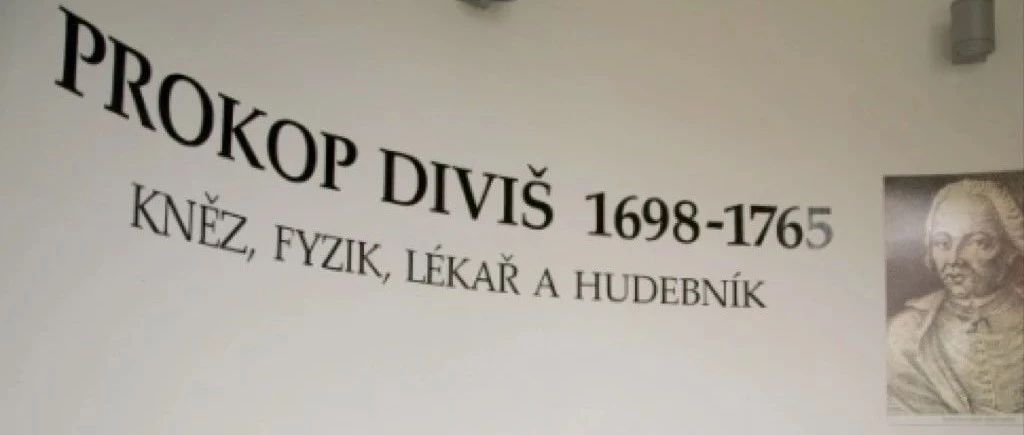 PROKOP DIVIŠ 1698-1765
KNĚZ, FYZIK, LÉKAŘ A HUDEBNÍK